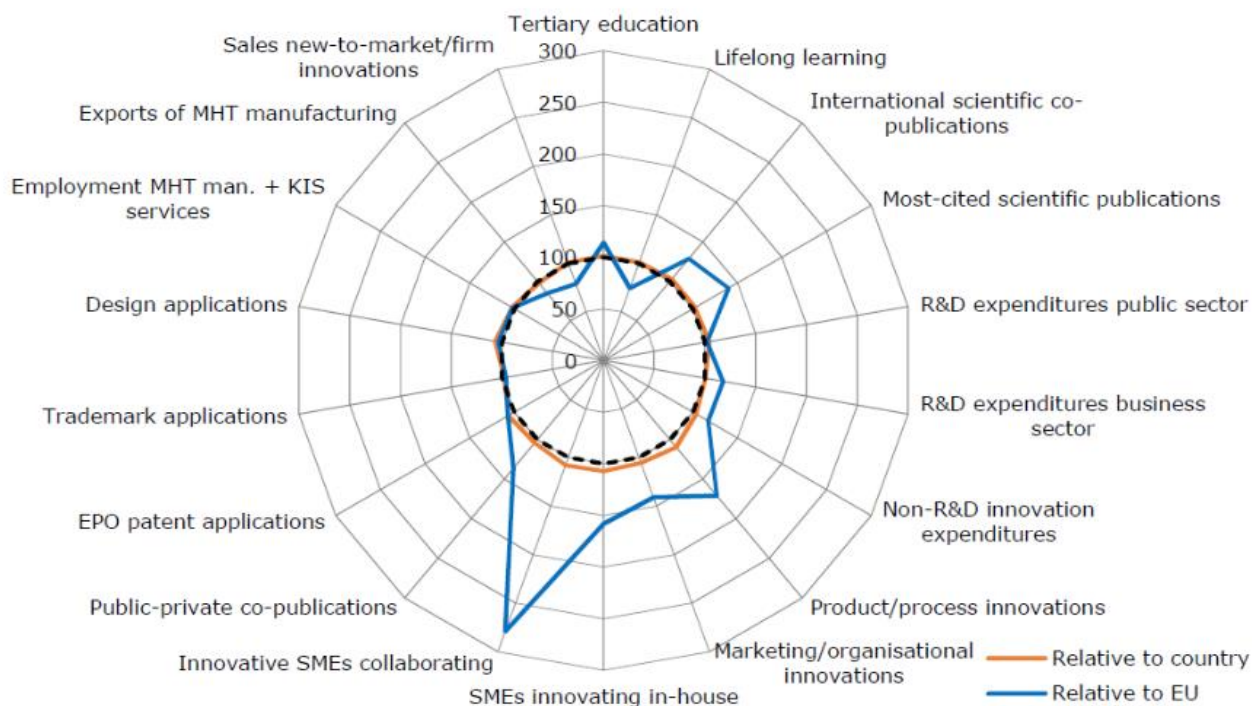 Tertiary education
Lifelong learning
International scientific co-
publications
Most-cited scientific publications
R&D expenditures public sector
R&D expenditures business
sector
Non-R&D innovation
expenditures
Product/process innovations
Marketing/organisational
innovations
SMEs innovating in-house
Innovative SMEs collaborating
Public-private co-publications
EPO patent applications
Trademark applications
Design applications
Employment MHT man. + KIS
services
Exports of MHT manufacturing
Sales new-to-market/firm
innovations
300
250
200
150
100
50
0
Relative to country
Relative to EU